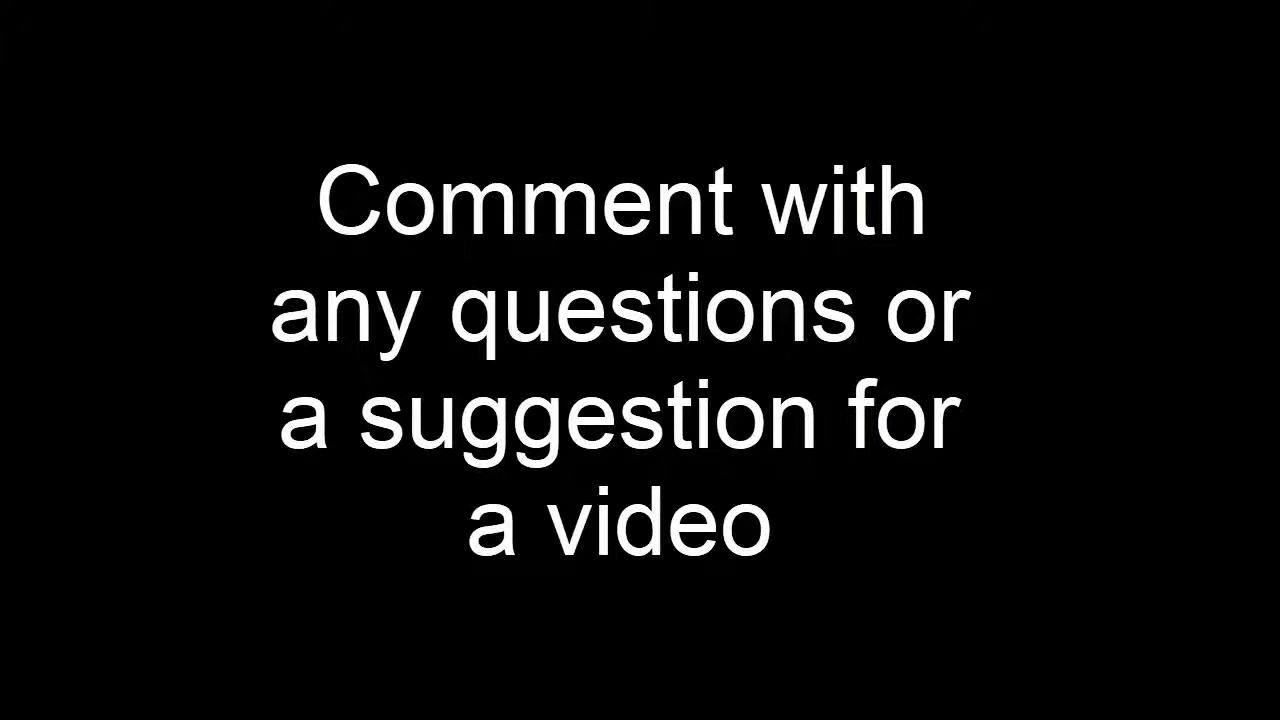 Comment with
any questions or
a suggestion for
a video